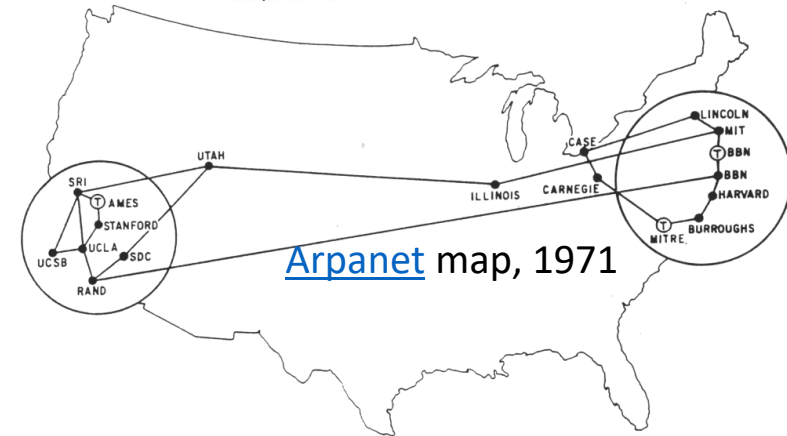 LINCOLN
MIT
CASE
T BBN
UTAH
SRI
BBN
ILLINOIS
CARNEGIE
T AMES
HARVARD
STANFORD
BURROUGHS
T
MITRE
UCLA
SDC
UCSB
Arpanet map, 1971
RAND